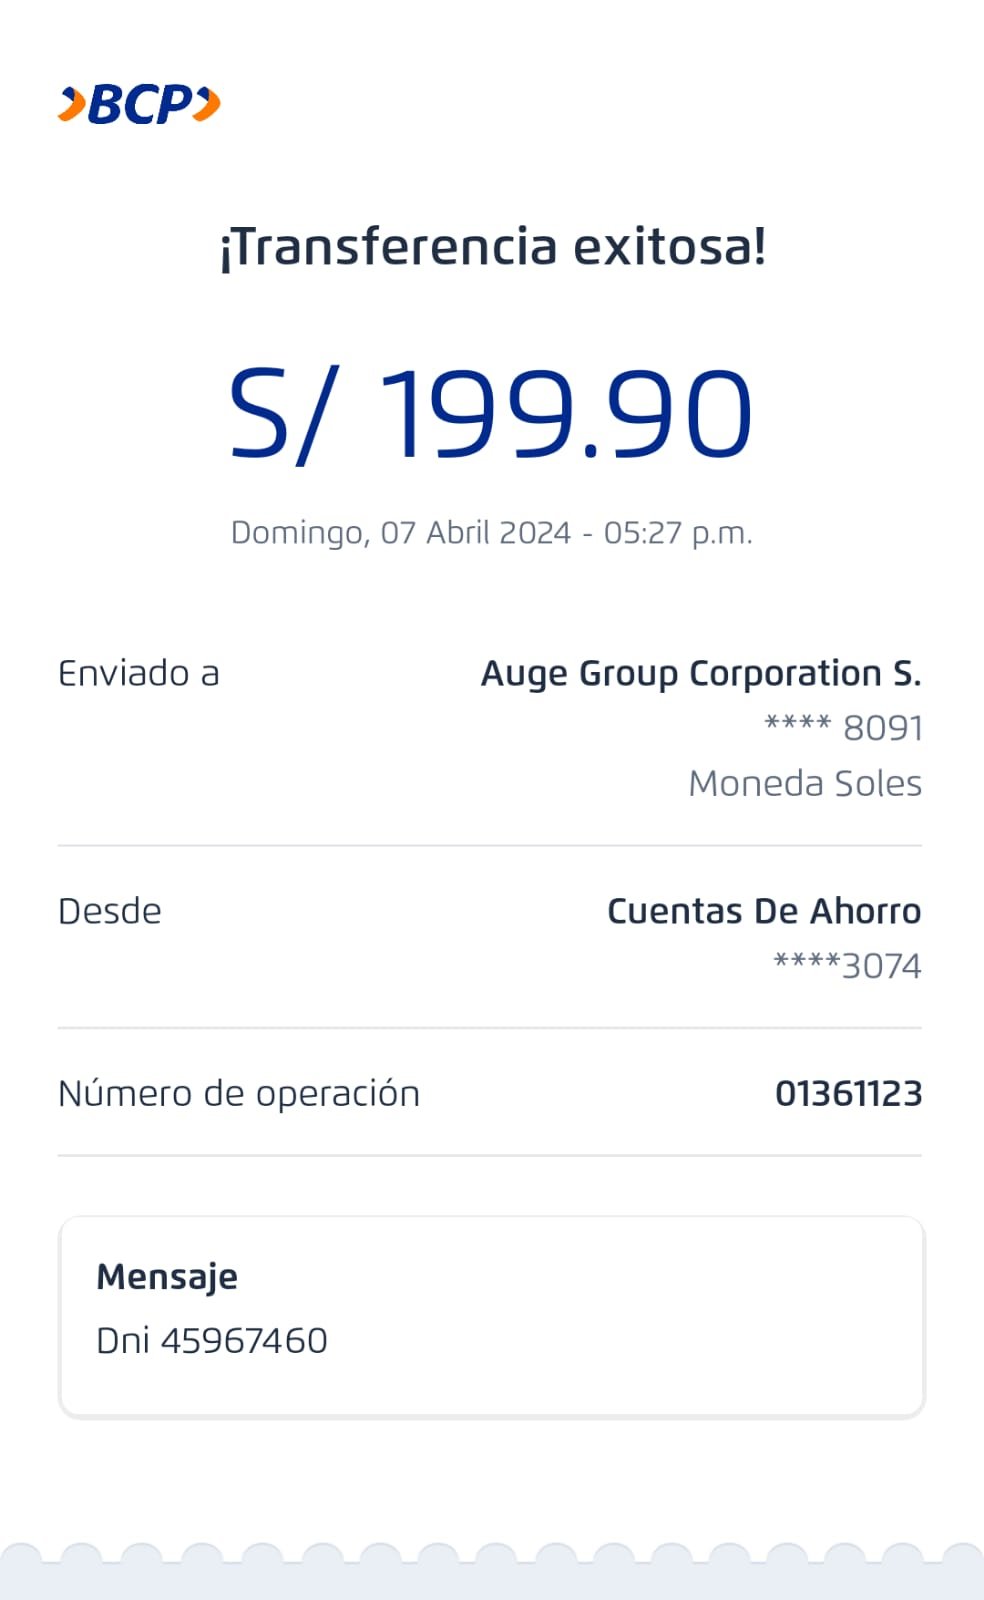 BCP
¡Transferencia exitosa!
S/ 199.90
Domingo, 07 Abril 2024 - 05:27 p.m.
Enviado a
Auge Group Corporation S.
**** 8091
Moneda Soles
Desde
Cuentas De Ahorro
****3074
Número de operación
01361123
Mensaje
Dni 45967460